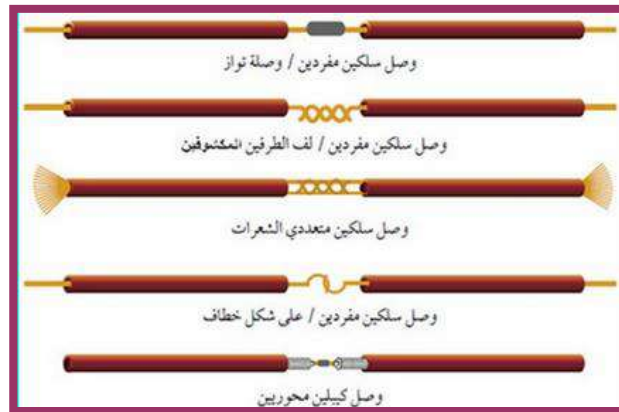 وصل سلكين مفردين / وصلة تواز
وصل سلكين مفردين / لف الطرفين المكشوفين
وصل سلكين متعددي الشعرات
وصل سلكين مفردين / على شكل خطاف
وصل كيبلين محوريين